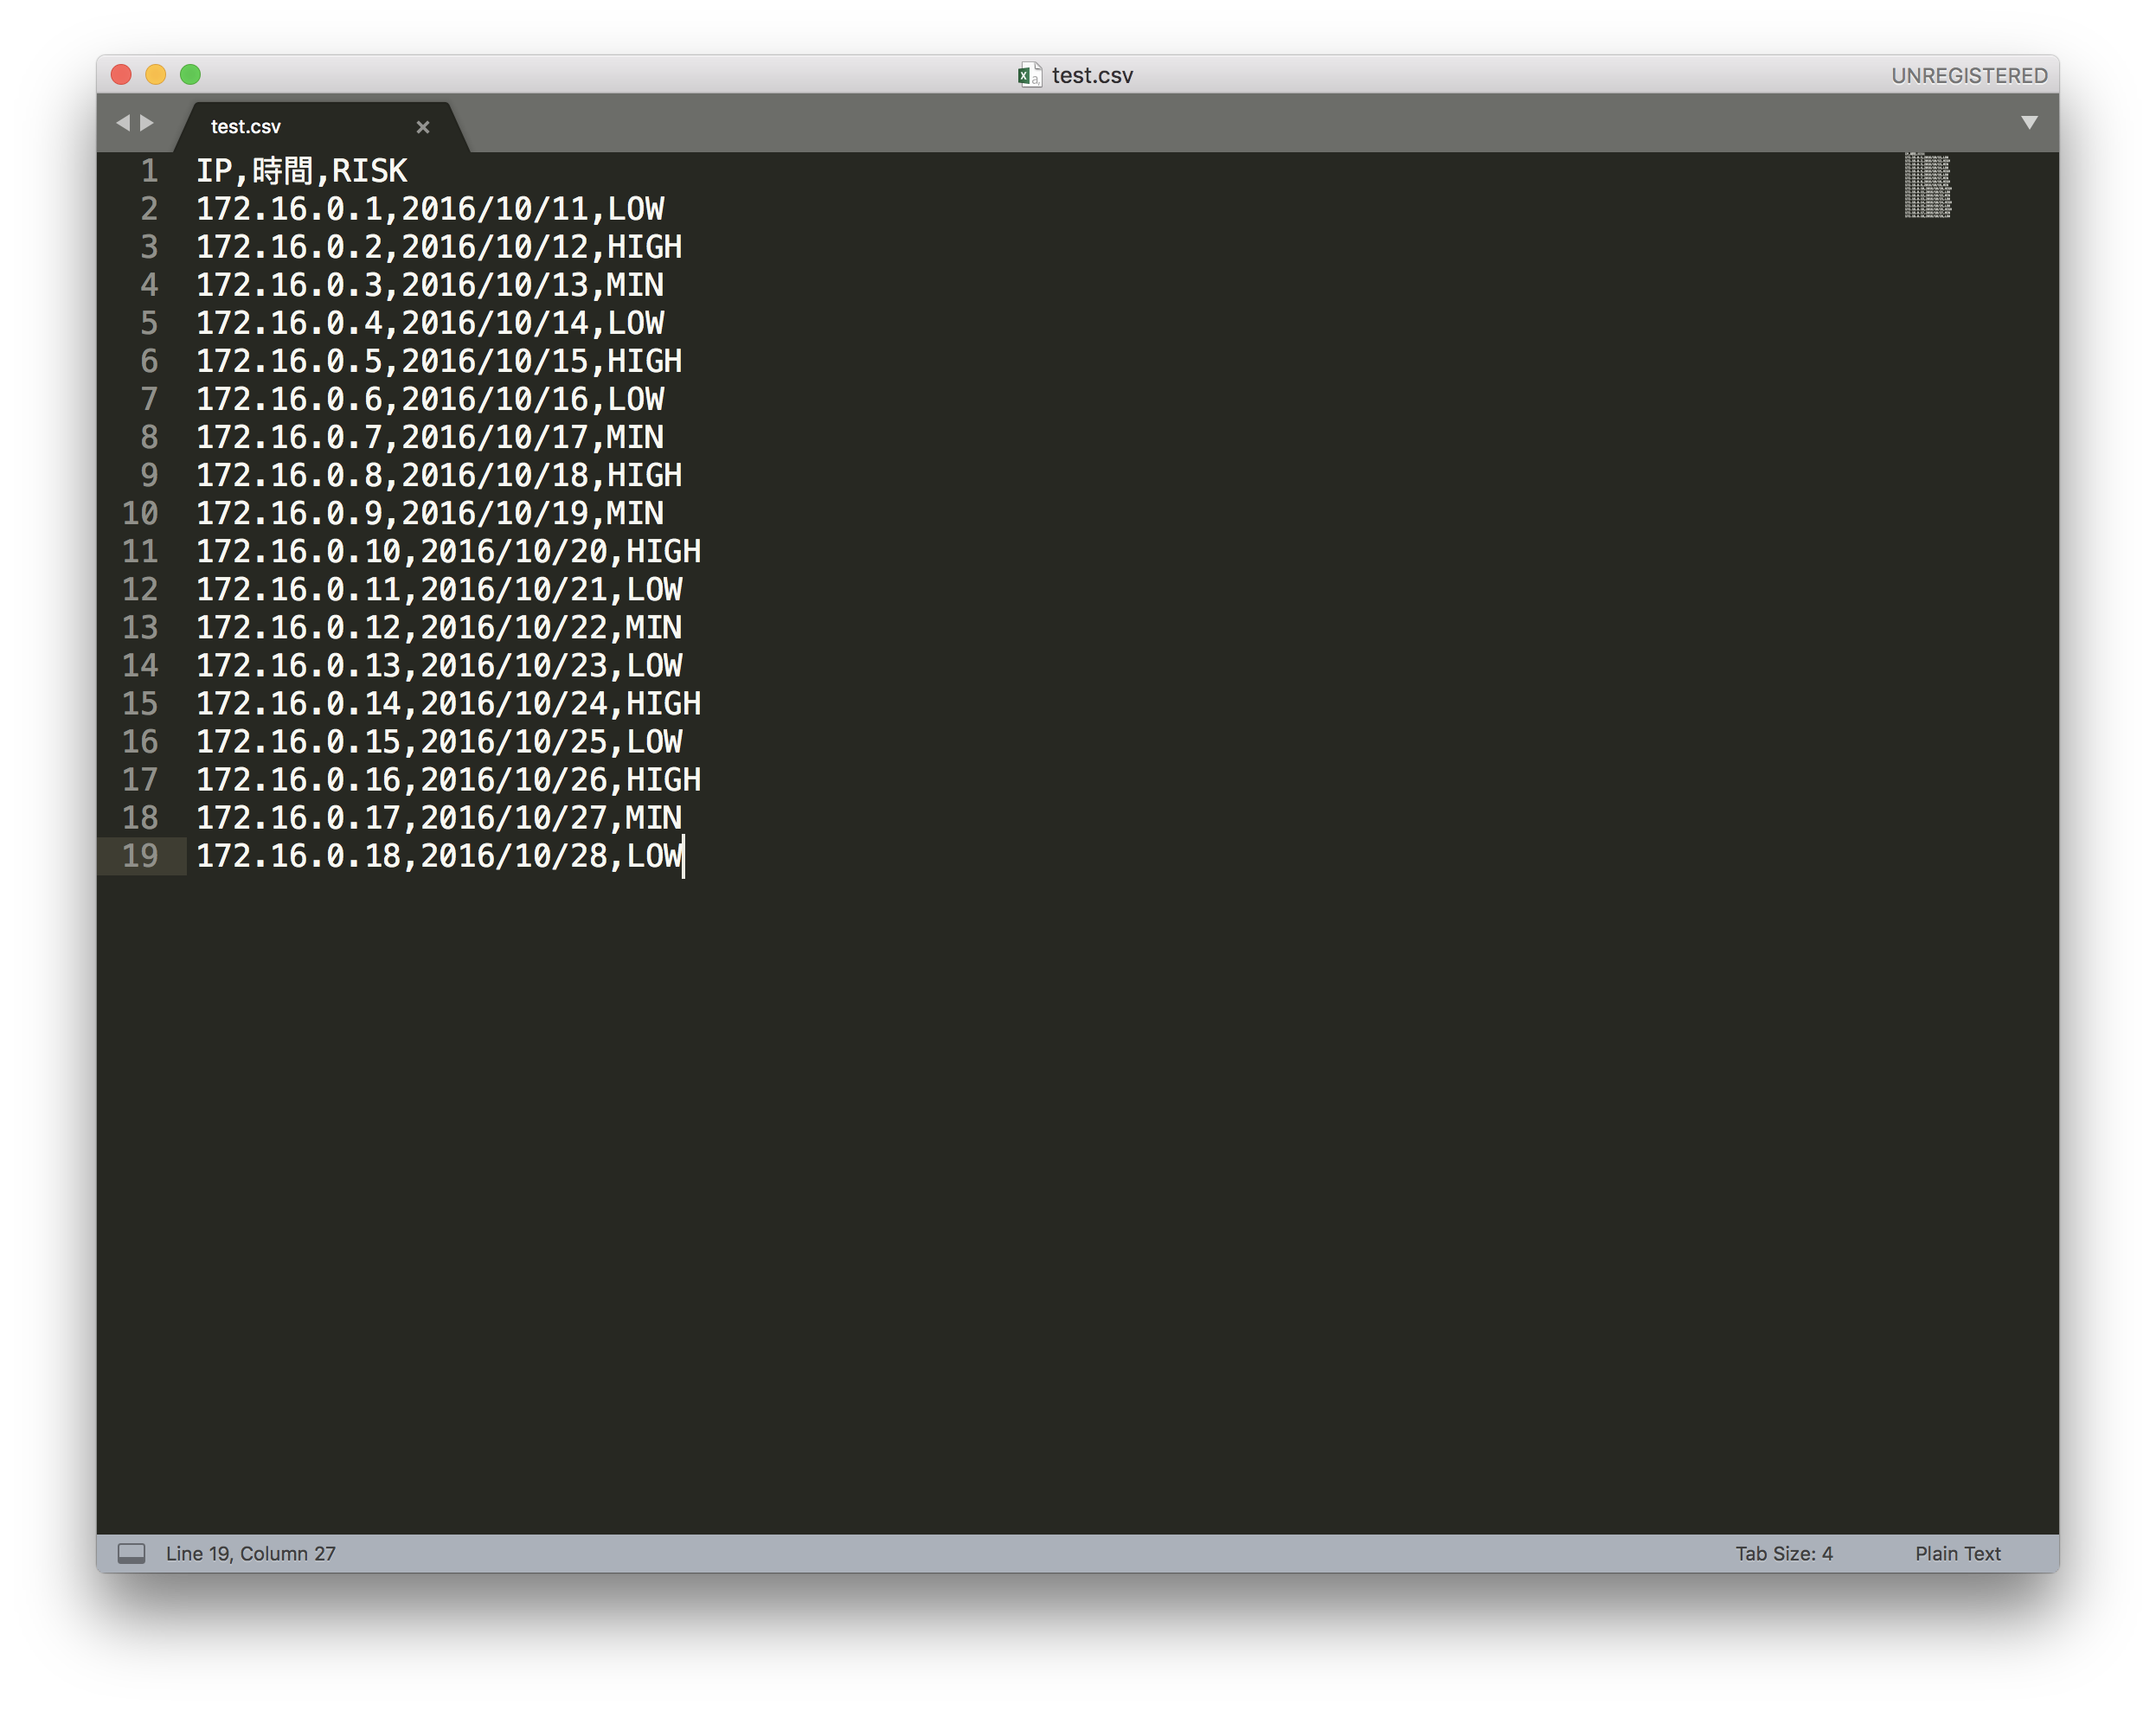 test.csv
UNREGISTERED
test.csv
1 IP,時間,RISK
2 172.16.0.1,2016/10/11,LOW
3 172.16.0.2,2016/10/12,HIGH
4 172.16.0.3,2016/10/13,MIN
5 172.16.0.4,2016/10/14,LOW
6 172.16.0.5,2016/10/15,HIGH
7 172.16.0.6,2016/10/16,LOW
8 172.16.0.7,2016/10/17,MIN
9 172.16.0.8,2016/10/18,HIGH
10 172.16.0.9,2016/10/19,MIN
11 172.16.0.10,2016/10/20,HIGH
12 172.16.0.11,2016/10/21,LOW
13 172.16.0.12,2016/10/22,MIN
14 172.16.0.13,2016/10/23,LOW
15 172.16.0.14,2016/10/24,HIGH
16 172.16.0.15,2016/10/25,LOW
17 172.16.0.16,2016/10/26,HIGH
18 172.16.0.17,2016/10/27,MIN
19 172.16.0.18,2016/10/28,LOW
Line 19, Column 27
Tab Size: 4
Plain Text